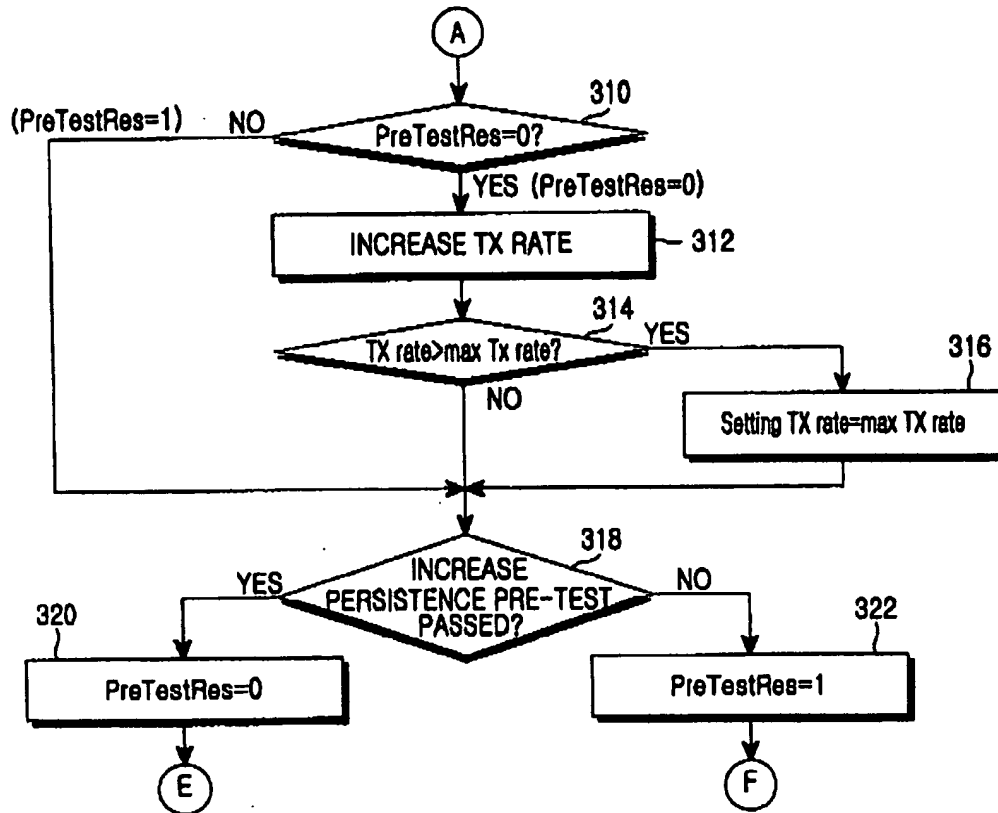 A
310
(PreTestRes=1) NO
PreTestRes=0?
YES (PreTestRes=0)
INCREASE TX RATE
312
314
TX rate>max Tx rate?
YES
NO
316
Setting TX rate=max TX rate
318
YES
INCREASE
PERSISTENCE PRE-TEST
PASSED?
NO
320
PreTestRes=0
322
PreTestRes=1
E
F